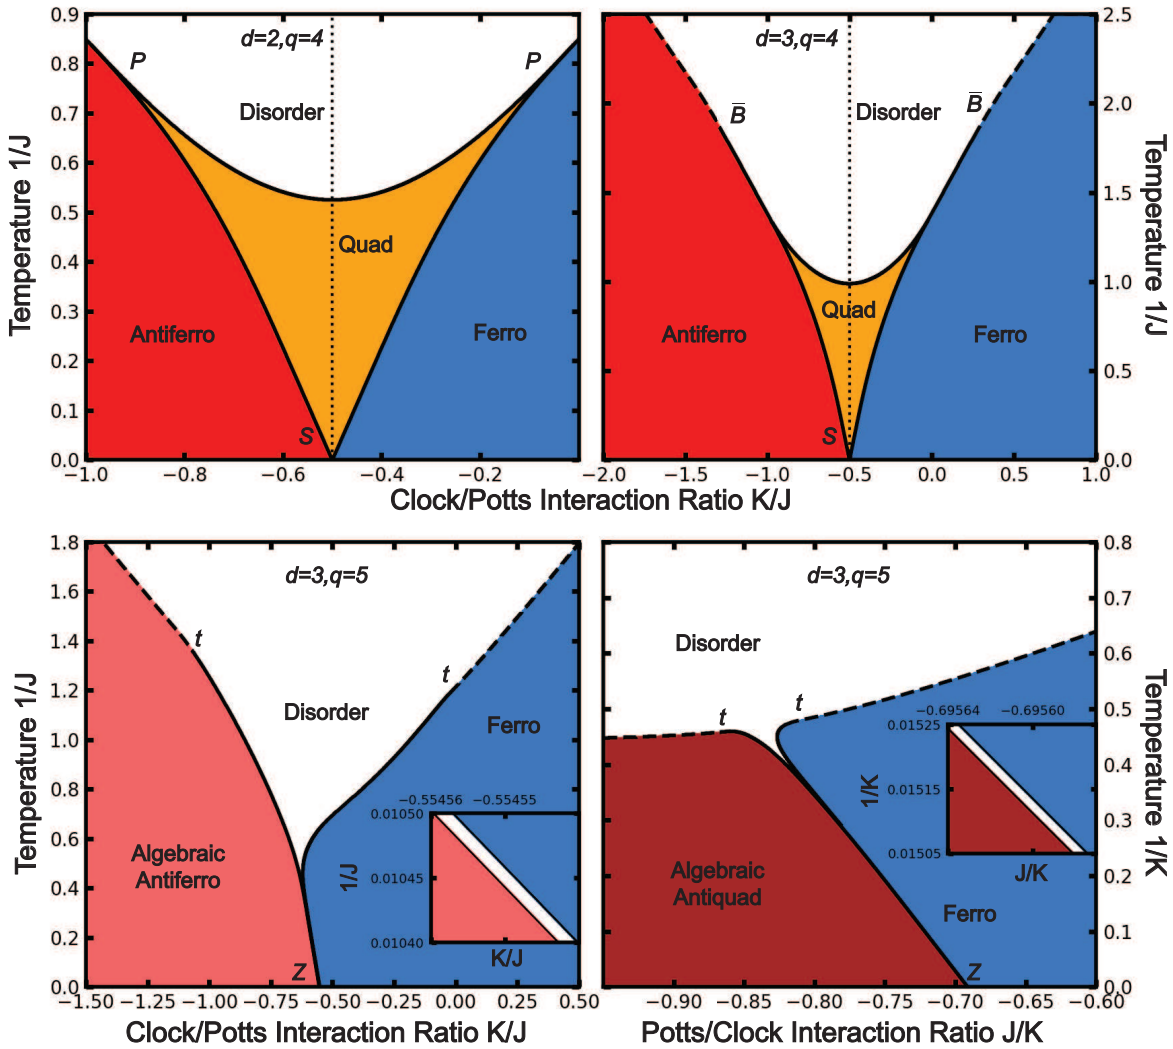 d=2,q=4
P
P
Disorder
Quad
Antiferro
Ferro
S
0.9
0.8
0.7
0.6
0.5
0.4
0.3
0.2
0.1
0.0
−1.0
−0.8
−0.6
−0.4
−0.2
Temperature 1/J
d=3,q=4
B̅
B̅
Disorder
Quad
Antiferro
Ferro
S
2.5
2.0
1.5
1.0
0.5
0.0
−2.0
−1.5
−1.0
−0.5
0.0
0.5
1.0
Temperature 1/J
Clock/Potts Interaction Ratio K/J
d=3,q=5
t
t
Disorder
Ferro
Algebraic
Antiferro
Z
1.8
1.6
1.4
1.2
1.0
0.8
0.6
0.4
0.2
0.0
−1.50
−1.25
−1.00
−0.75
−0.50
−0.25
0.00
0.25
0.50
Temperature 1/J
Clock/Potts Interaction Ratio K/J
−0.55456
−0.55455
0.01050
0.01045
0.01040
1/J
K/J
d=3,q=5
Disorder
t
t
Algebraic
Antiquad
Ferro
Z
0.8
0.7
0.6
0.5
0.4
0.3
0.2
0.1
0.0
−0.90
−0.85
−0.80
−0.75
−0.70
−0.65
−0.60
Temperature 1/K
Potts/Clock Interaction Ratio J/K
−0.69564
−0.69560
0.01525
0.01515
0.01505
1/K
J/K